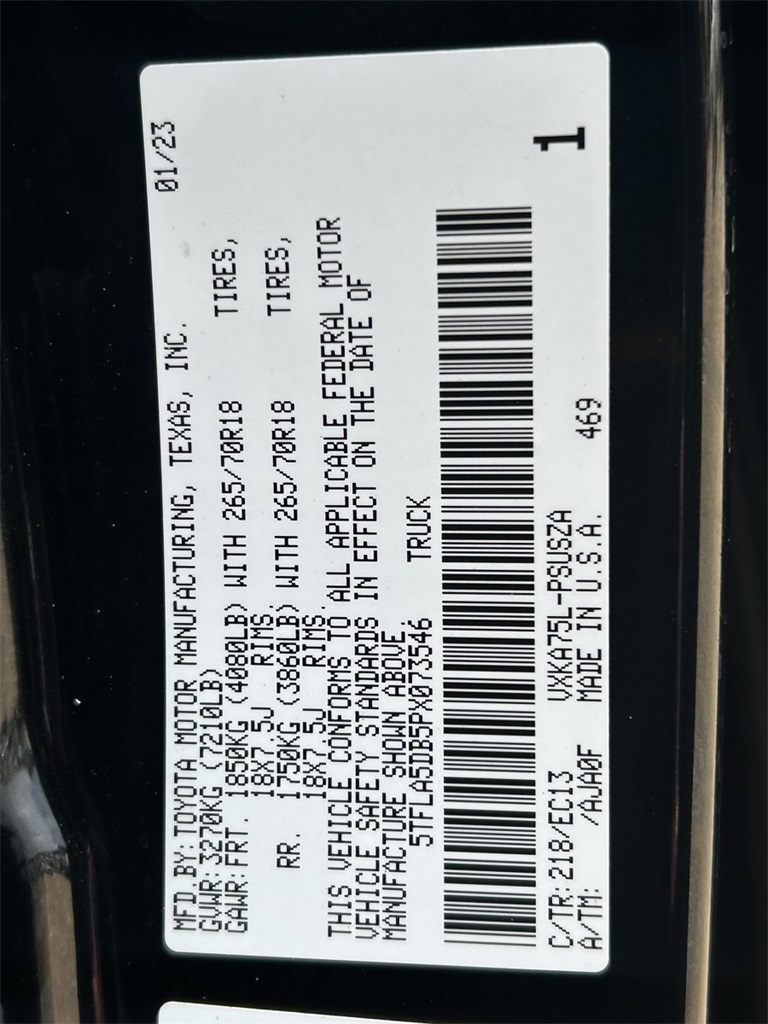 MFD.BY: TOYOTA MOTOR MANUFACTURING, TEXAS, INC. 01/23
GVWR: 3270KG (7210LB)
GAWR: FRT. 1850KG (4080LB) WITH 265/70R18 TIRES,
18X7.5J RIMS.
RR. 1750KG (3860LB) WITH 265/70R18 TIRES,
18X7.5J RIMS.
THIS VEHICLE CONFORMS TO ALL APPLICABLE FEDERAL MOTOR
VEHICLE SAFETY STANDARDS IN EFFECT ON THE DATE OF
MANUFACTURE SHOWN ABOVE.
5TFLA5DB5PX073546 TRUCK
C/TR: 218/EC13 VXKA75L-PSUSZA 1
A/TM: /AJA0F MADE IN U.S.A. 469